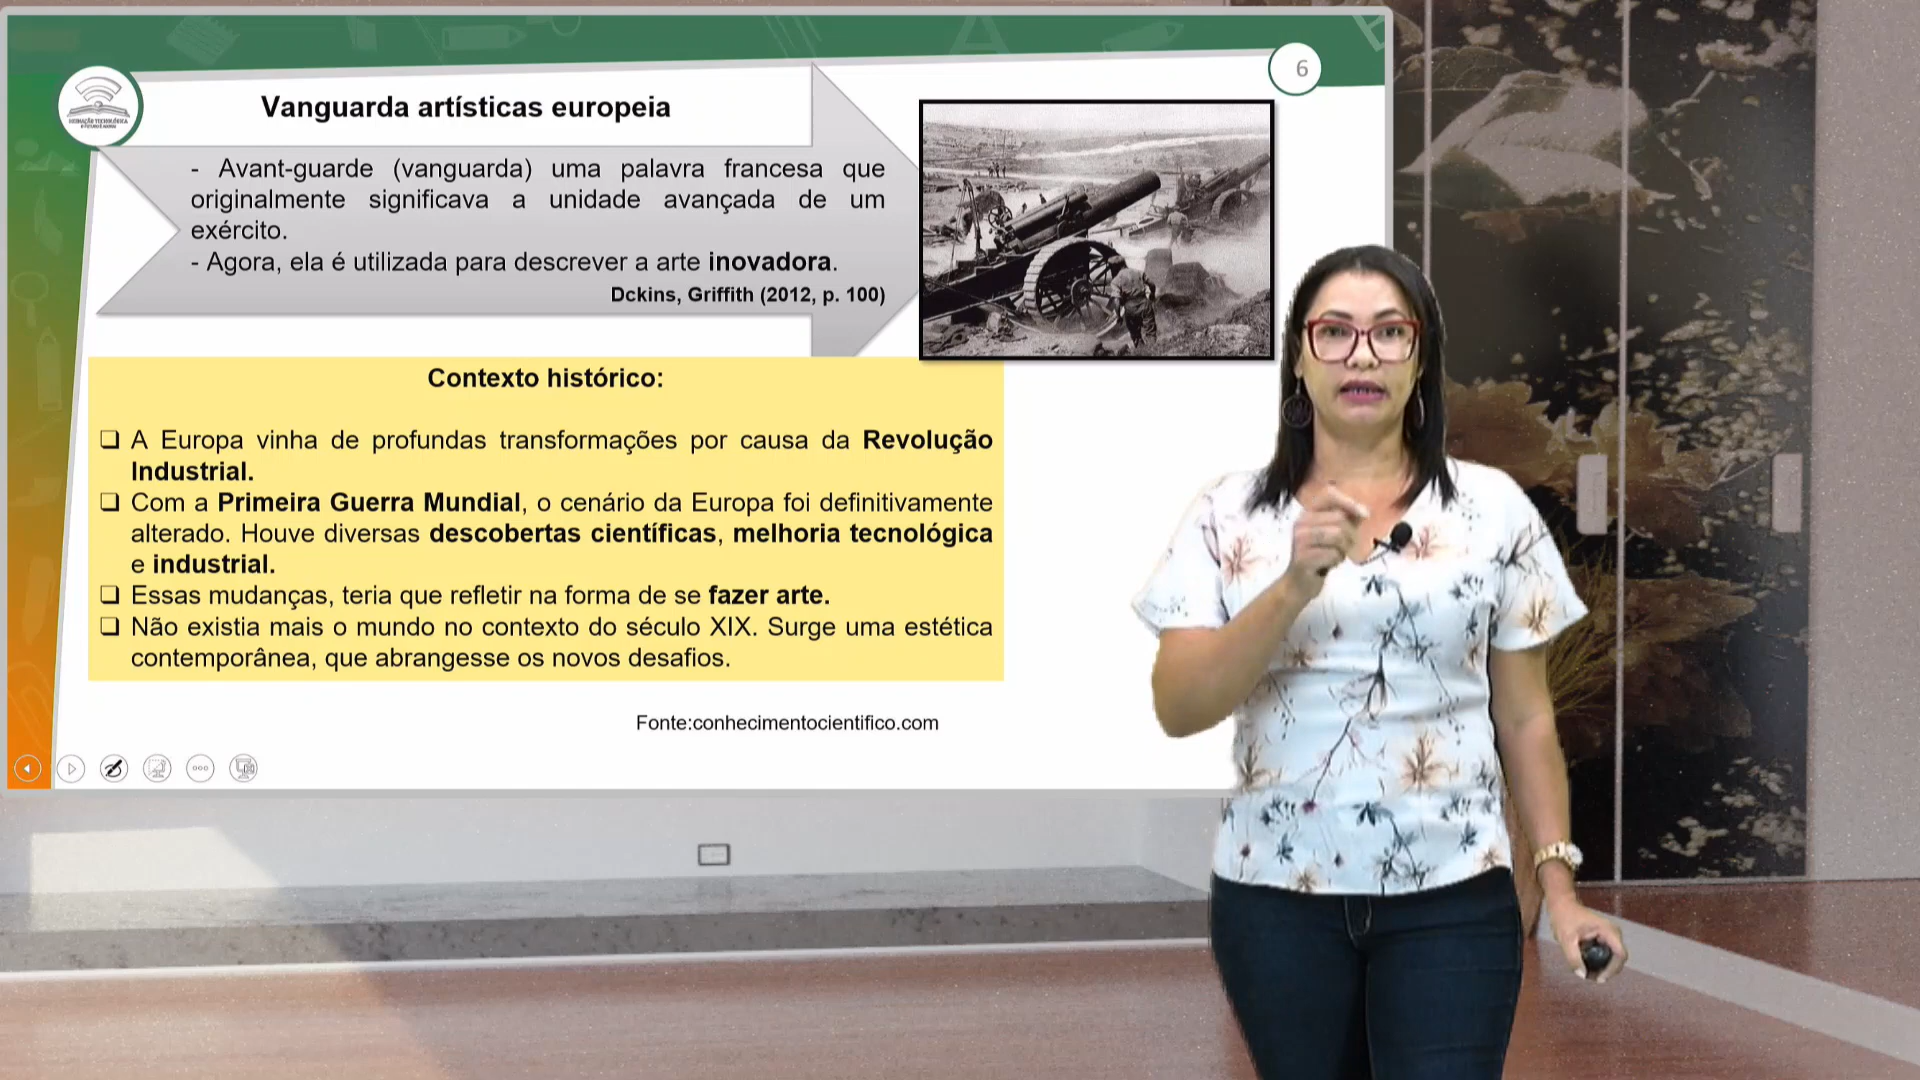 6
Vanguarda artísticas europeia
- Avant-guarde (vanguarda) uma palavra francesa que
originalmente significava a unidade avançada de um
exército.
- Agora, ela é utilizada para descrever a arte inovadora.
Dckins, Griffith (2012, p. 100)
Contexto histórico:
❑ A Europa vinha de profundas transformações por causa da Revolução
Industrial.
❑ Com a Primeira Guerra Mundial, o cenário da Europa foi definitivamente
alterado. Houve diversas descobertas científicas, melhoria tecnológica
e industrial.
❑ Essas mudanças, teria que refletir na forma de se fazer arte.
❑ Não existia mais o mundo no contexto do século XIX. Surge uma estética
contemporânea, que abrangesse os novos desafios.
Fonte:conhecimentocientifico.com